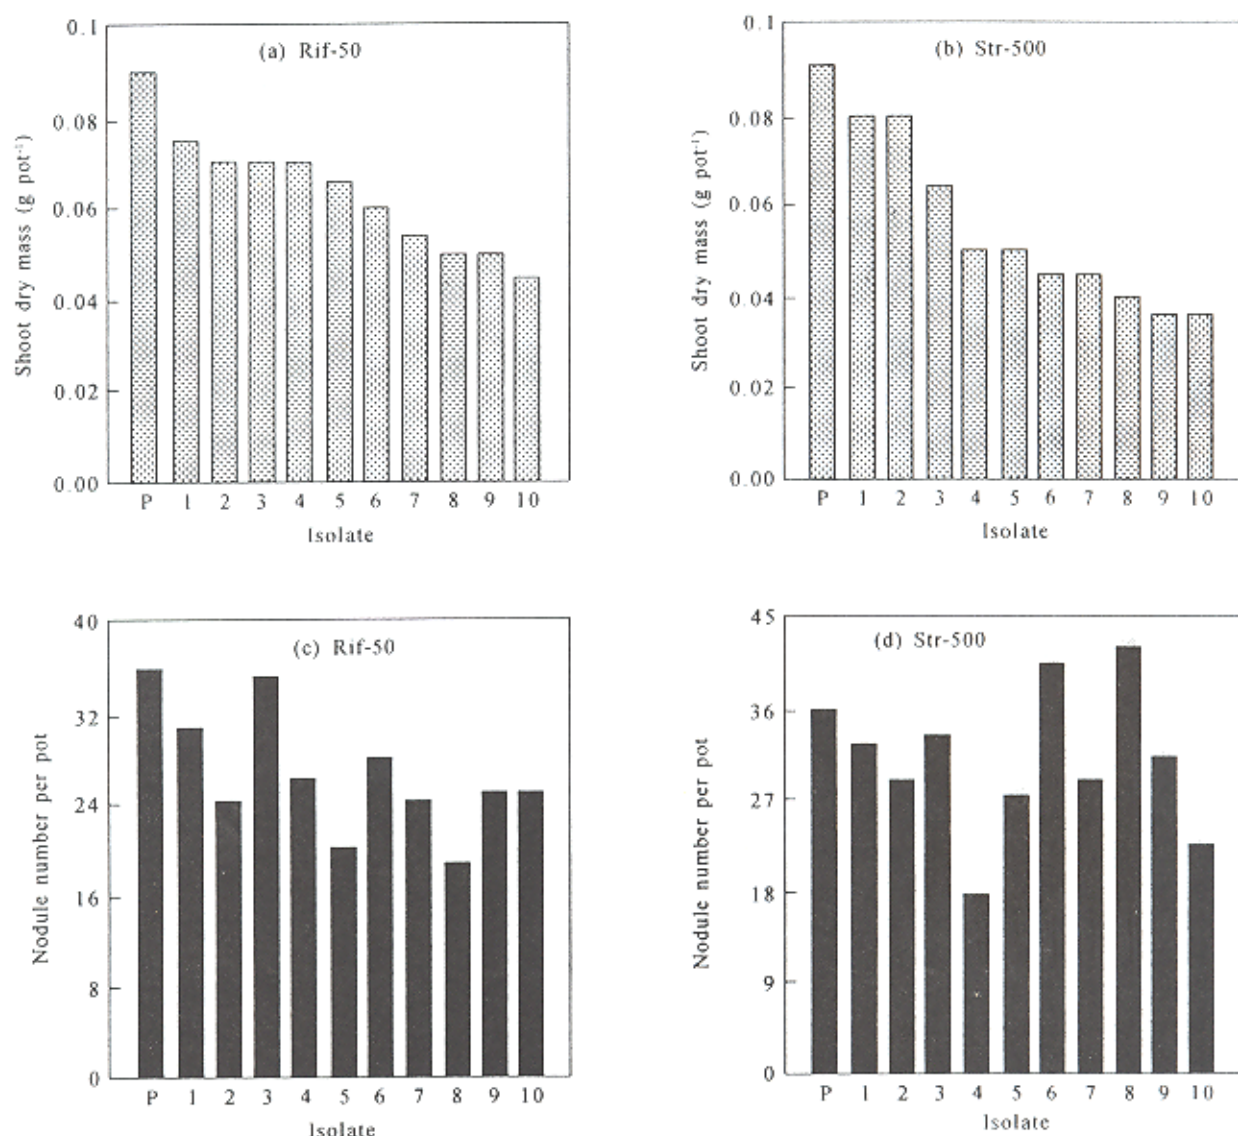 (a) Rif-50
Shoot dry mass (g pot⁻¹)
0.1
0.08
0.06
0.04
0.02
0.00
P 1 2 3 4 5 6 7 8 9 10
Isolate
(b) Str-500
Shoot dry mass (g pot⁻¹)
0.1
0.08
0.06
0.04
0.02
0.00
P 1 2 3 4 5 6 7 8 9 10
Isolate
(c) Rif-50
Nodule number per pot
40
32
24
16
8
0
P 1 2 3 4 5 6 7 8 9 10
Isolate
(d) Str-500
Nodule number per pot
45
36
27
18
9
0
P 1 2 3 4 5 6 7 8 9 10
Isolate